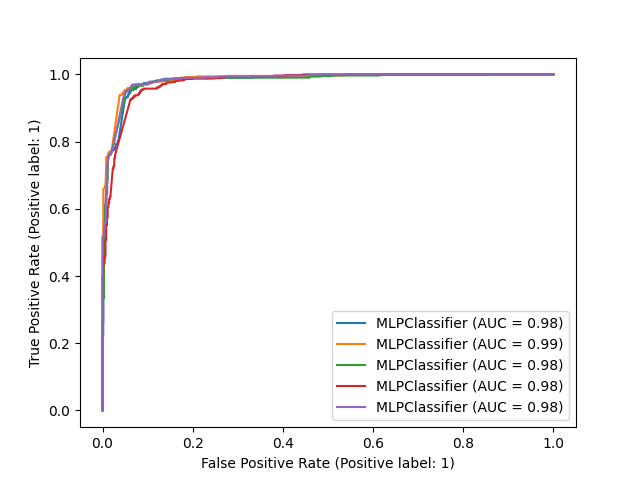 1.0
0.8
0.6
0.4
0.2
0.0
True Positive Rate (Positive label: 1)
MLPClassifier (AUC = 0.98)
MLPClassifier (AUC = 0.99)
MLPClassifier (AUC = 0.98)
MLPClassifier (AUC = 0.98)
MLPClassifier (AUC = 0.98)
0.0 0.2 0.4 0.6 0.8 1.0
False Positive Rate (Positive label: 1)